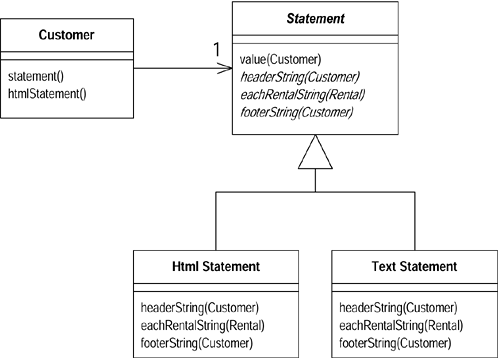 Customer
statement()
htmlStatement()
1
Statement
value(Customer)
headerString(Customer)
eachRentalString(Rental)
footerString(Customer)
Html Statement
headerString(Customer)
eachRentalString(Rental)
footerString(Customer)
Text Statement
headerString(Customer)
eachRentalString(Rental)
footerString(Customer)